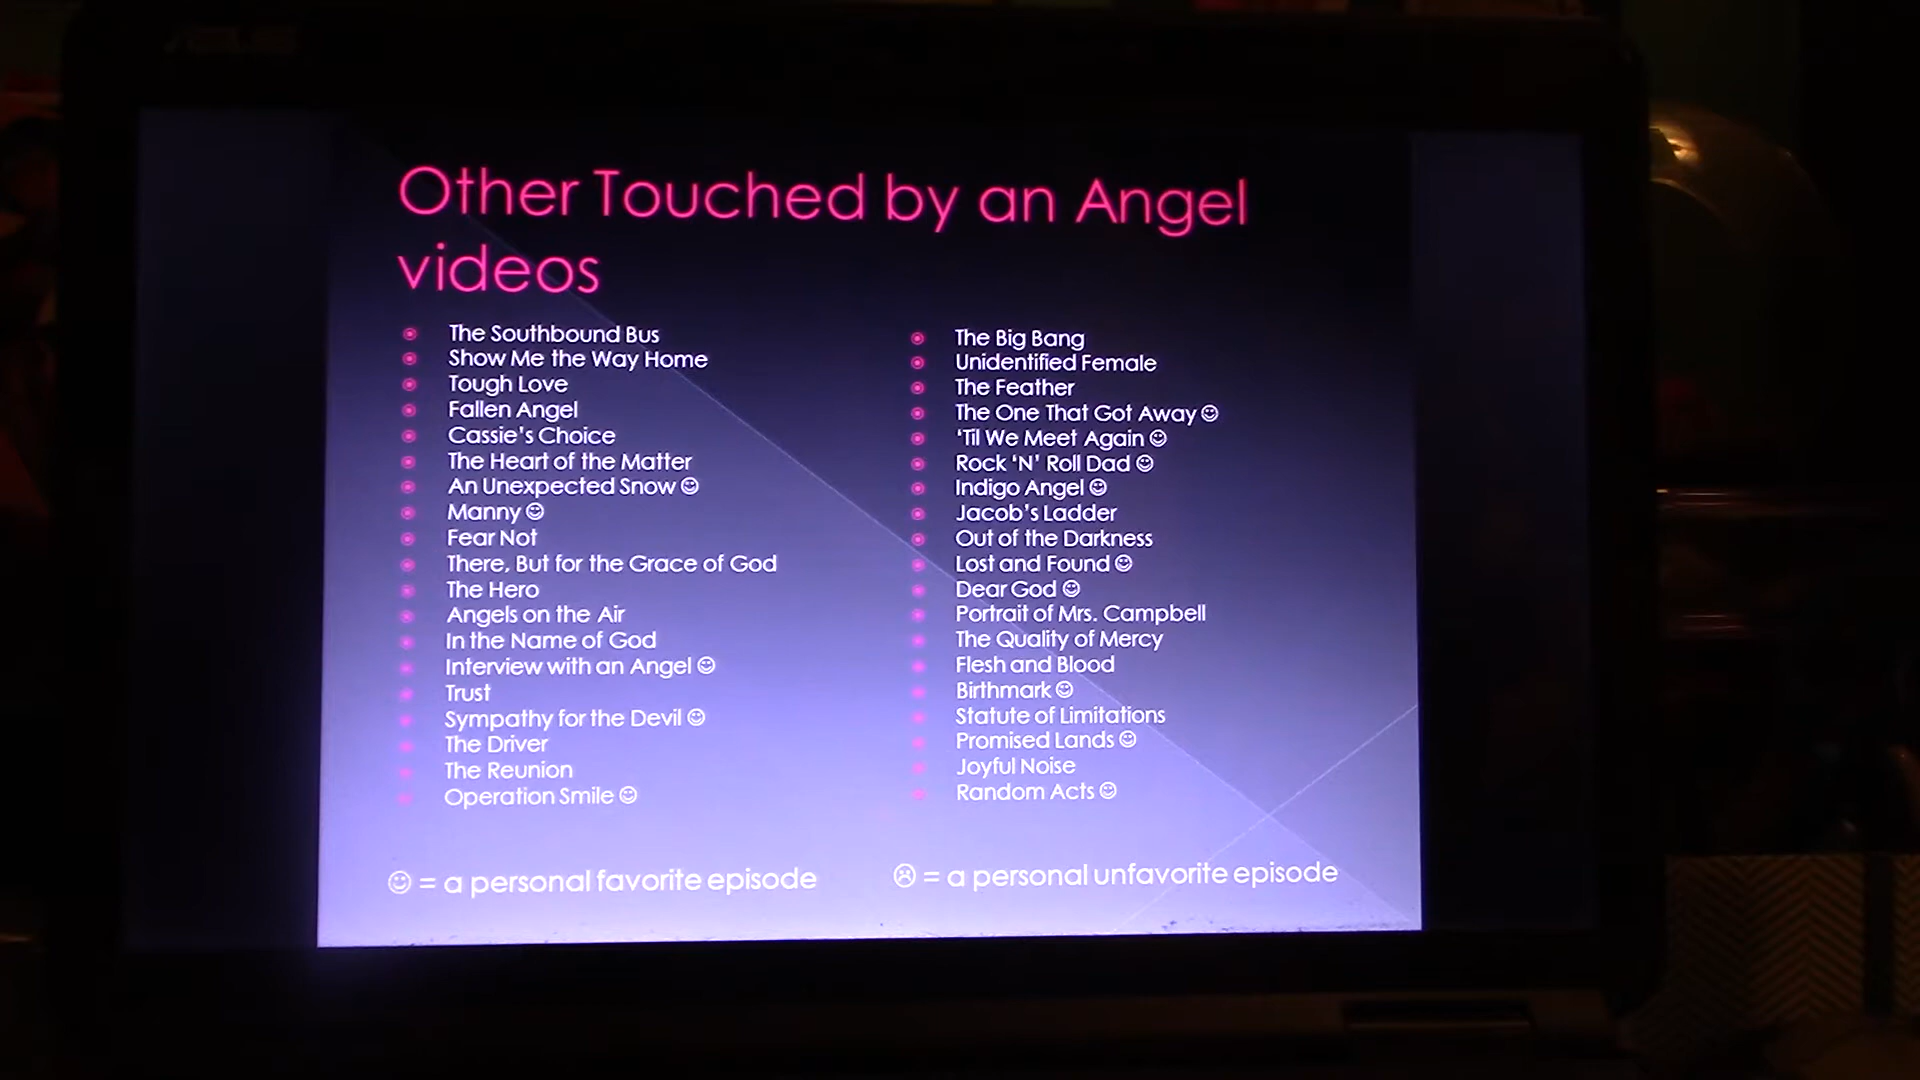 Other Touched by an Angel
videos
The Southbound Bus
Show Me the Way Home
Tough Love
Fallen Angel
Cassie's Choice
The Heart of the Matter
An Unexpected Snow ☺
Manny ☺
Fear Not
There, But for the Grace of God
The Hero
Angels on the Air
In the Name of God
Interview with an Angel ☺
Trust
Sympathy for the Devil ☺
The Driver
The Reunion
Operation Smile ☺
The Big Bang
Unidentified Female
The Feather
The One That Got Away ☺
'Til We Meet Again ☺
Rock 'N' Roll Dad ☺
Indigo Angel ☺
Jacob's Ladder
Out of the Darkness
Lost and Found ☺
Dear God ☺
Portrait of Mrs. Campbell
The Quality of Mercy
Flesh and Blood
Birthmark ☺
Statute of Limitations
Promised Lands ☺
Joyful Noise
Random Acts ☺
☺ = a personal favorite episode
☹ = a personal unfavorite episode